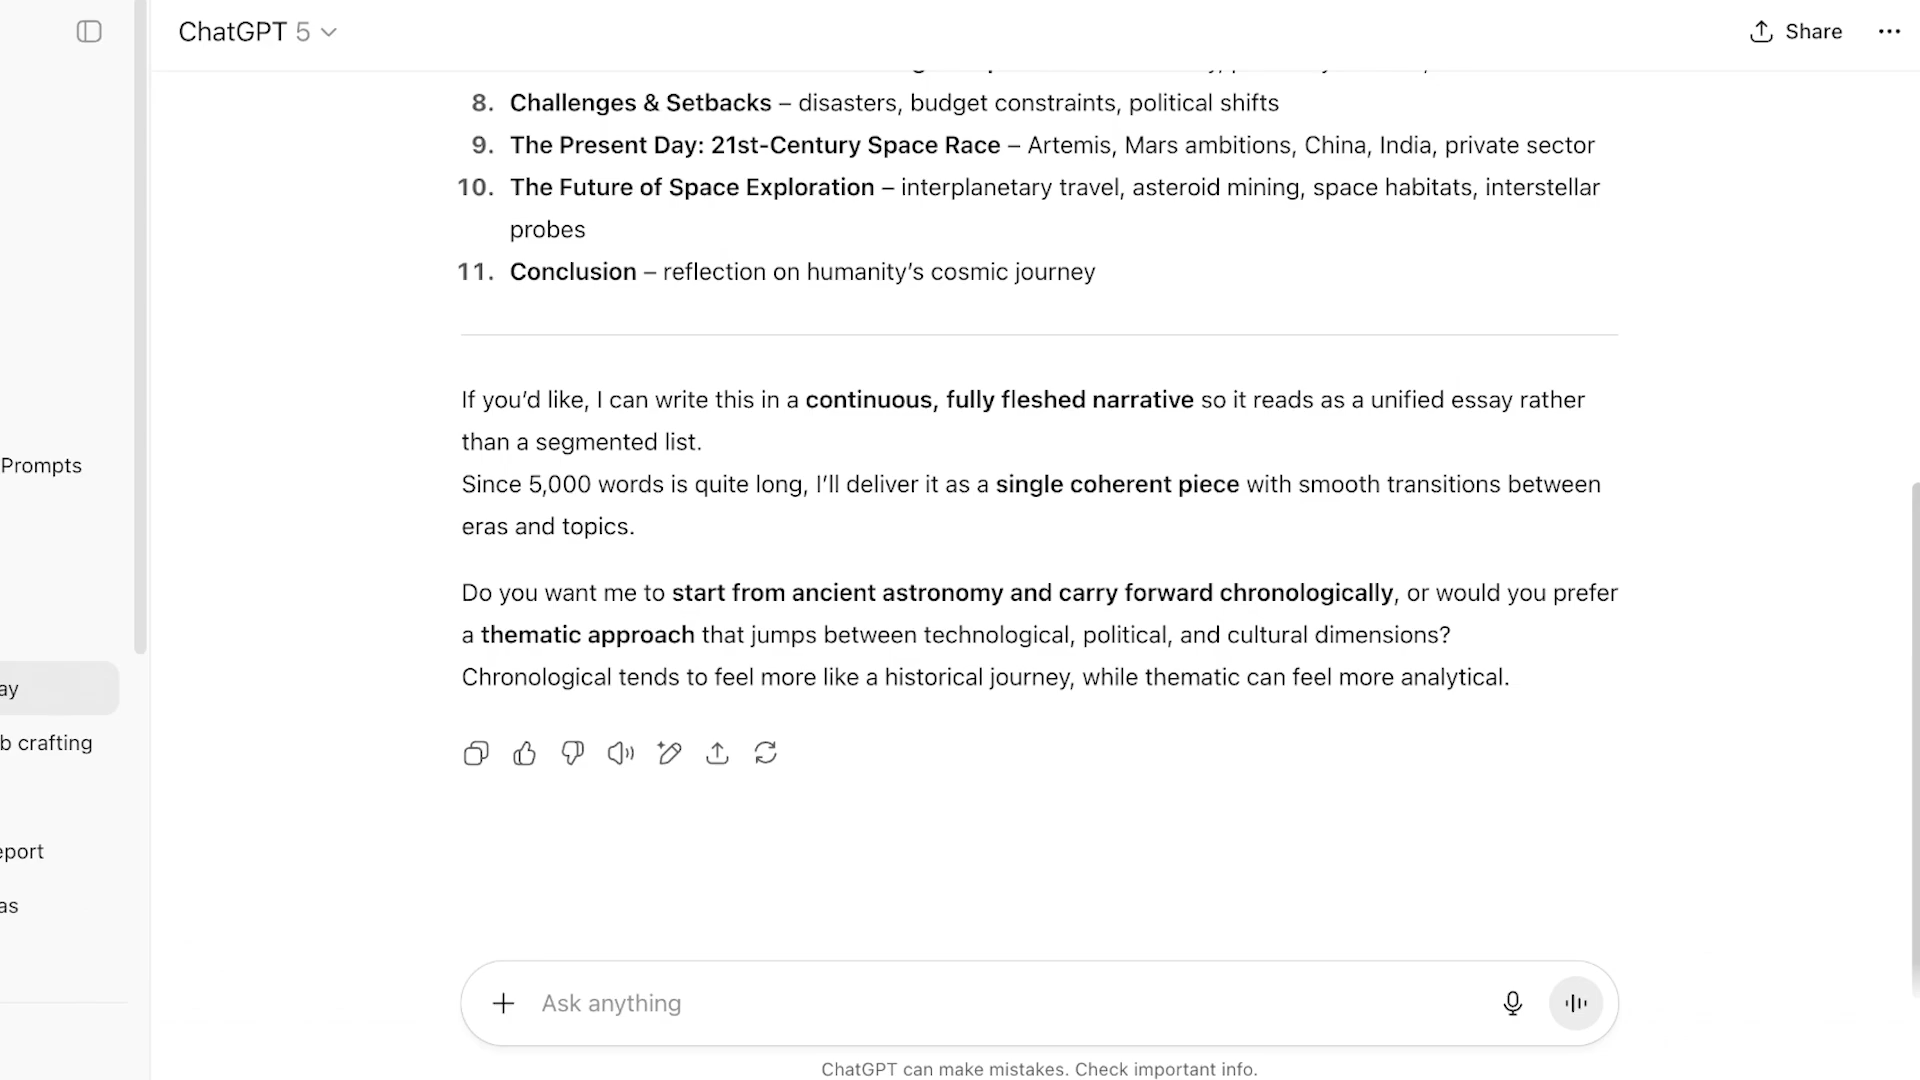 ChatGPT 5
Share
8. Challenges & Setbacks – disasters, budget constraints, political shifts
9. The Present Day: 21st-Century Space Race – Artemis, Mars ambitions, China, India, private sector
10. The Future of Space Exploration – interplanetary travel, asteroid mining, space habitats, interstellar
probes
11. Conclusion – reflection on humanity’s cosmic journey
If you’d like, I can write this in a continuous, fully fleshed narrative so it reads as a unified essay rather
than a segmented list.
Since 5,000 words is quite long, I’ll deliver it as a single coherent piece with smooth transitions between
eras and topics.
Do you want me to start from ancient astronomy and carry forward chronologically, or would you prefer
a thematic approach that jumps between technological, political, and cultural dimensions?
Chronological tends to feel more like a historical journey, while thematic can feel more analytical.
Prompts
ay
b crafting
eport
as
Ask anything
ChatGPT can make mistakes. Check important info.